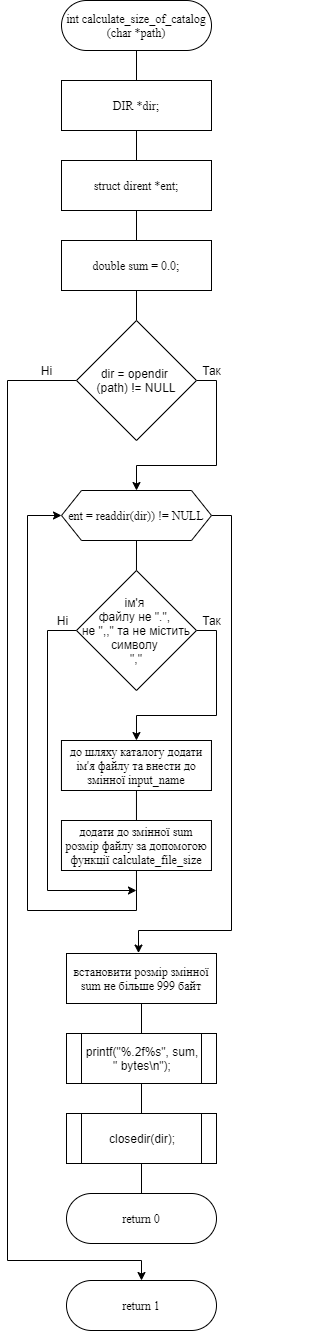 int calculate_size_of_catalog
(char *path)
DIR *dir;
struct dirent *ent;
double sum = 0.0;
Ні
Так
dir = opendir
(path) != NULL
ent = readdir(dir)) != NULL
ім'я
файлу не ".",
не ",," та не містить
символу
","
Ні
Так
до шляху каталогу додати
ім'я файлу та внести до
змінної input_name
додати до змінної sum
розмір файлу за допомогою
функції calculate_file_size
встановити розмір змінної
sum не більше 999 байт
printf("%.2f%s", sum,
" bytes\n");
closedir(dir);
return 0
return 1